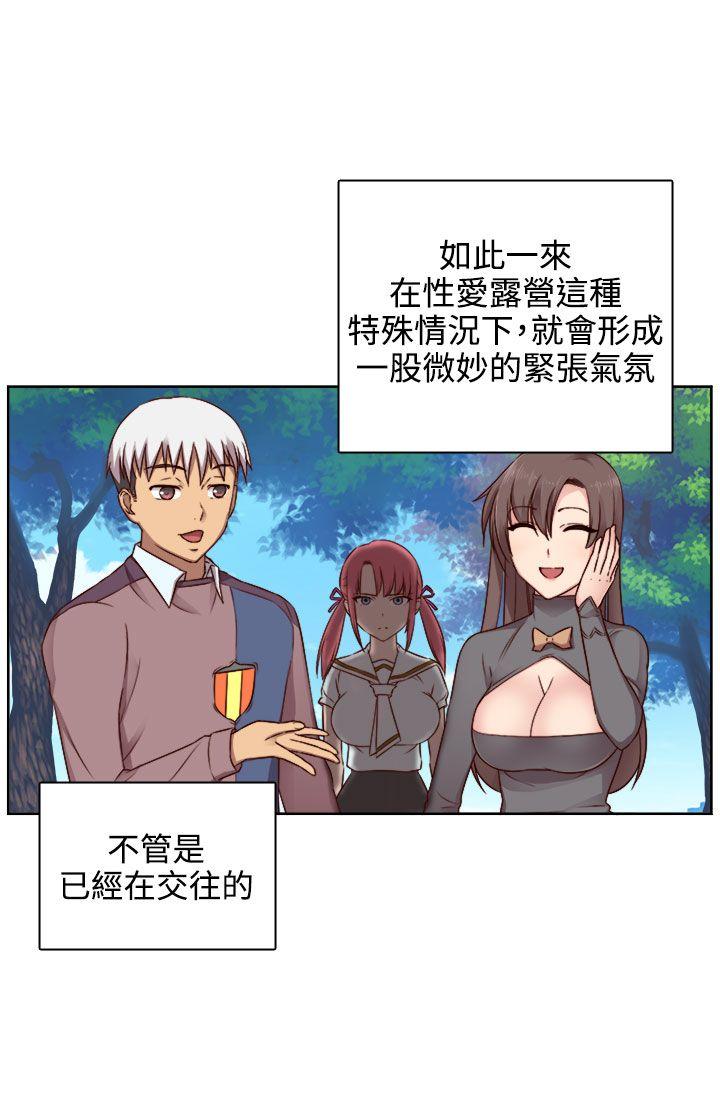 如此一來
在性愛露營這種
特殊情況下，就會形成
一股微妙的緊張氣氛
不管是
已經在交往的